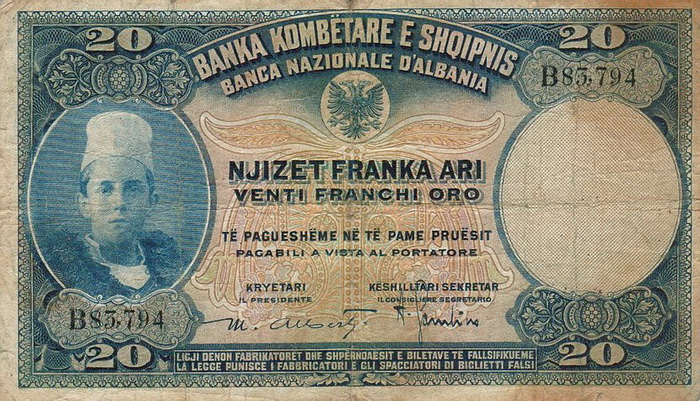 20
BANKA KOMBËTARE E SHQIPNIS
20
BANCA NAZIONALE D'ALBANIA
B83,794
NJIZET FRANKA ARI
VENTI FRANCHI ORO
TË PAGUESHËME NË TË PAME PRUËSIT
PAGABILI A VISTA AL PORTATORE
KRYETARI
KËSHILLTARI SEKRETAR
IL PRESIDENTE
IL CONSIGLIERE SEGRETARIO
B83,794
20
LIGJI DENON FABRIKATORET DHE SHPËRNDAESIT E BILETAVE TË FALLSIFIKUEME
LA LEGGE PUNISCE I FABBRICATORI E GLI SPACCIATORI DI BIGLIETTI FALSI
20